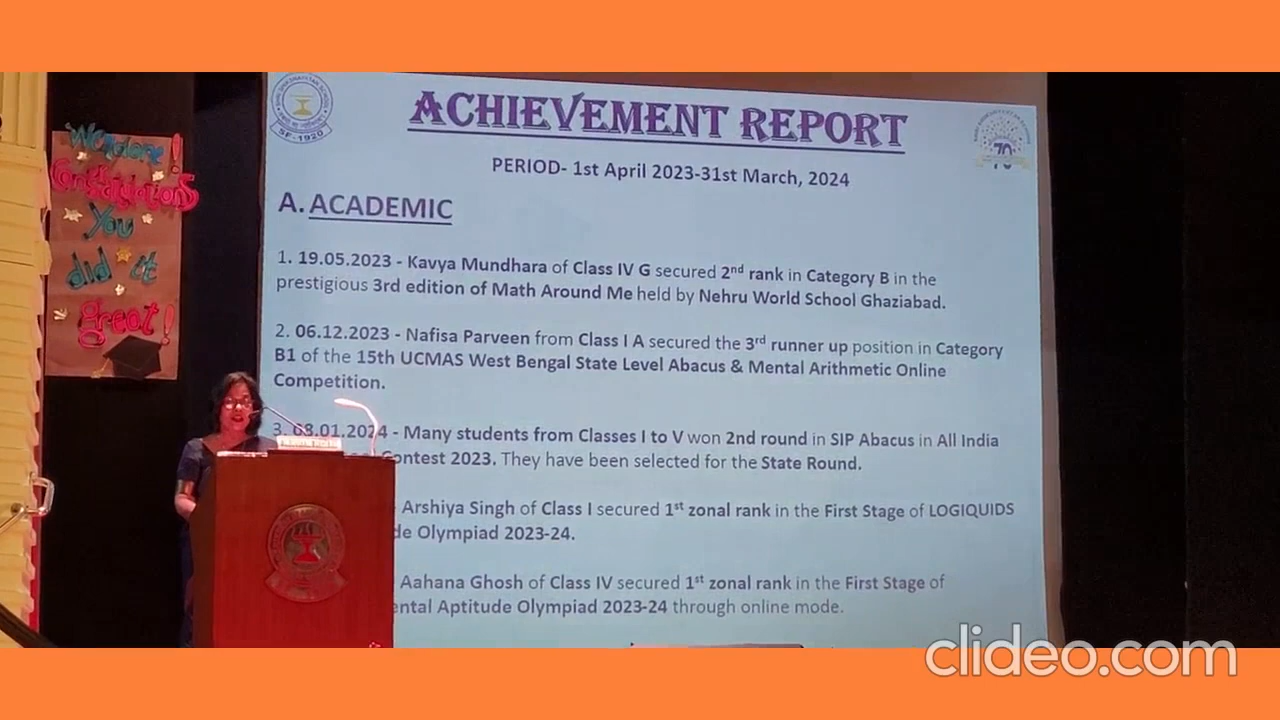 Welcome!
Congratulations
You
did it
great!
SF-1920
ACHIEVEMENT REPORT
70
PERIOD- 1st April 2023-31st March, 2024
A. ACADEMIC
1. 19.05.2023 - Kavya Mundhara of Class IV G secured 2nd rank in Category B in the
prestigious 3rd edition of Math Around Me held by Nehru World School Ghaziabad.
2. 06.12.2023 - Nafisa Parveen from Class I A secured the 3rd runner up position in Category
B1 of the 15th UCMAS West Bengal State Level Abacus & Mental Arithmetic Online
Competition.
3. 08.01.2024 - Many students from Classes I to V won 2nd round in SIP Abacus in All India
Contest 2023. They have been selected for the State Round.
Arshiya Singh of Class I secured 1st zonal rank in the First Stage of LOGIQUIDS
de Olympiad 2023-24.
Aahana Ghosh of Class IV secured 1st zonal rank in the First Stage of
ental Aptitude Olympiad 2023-24 through online mode.
clideo.com